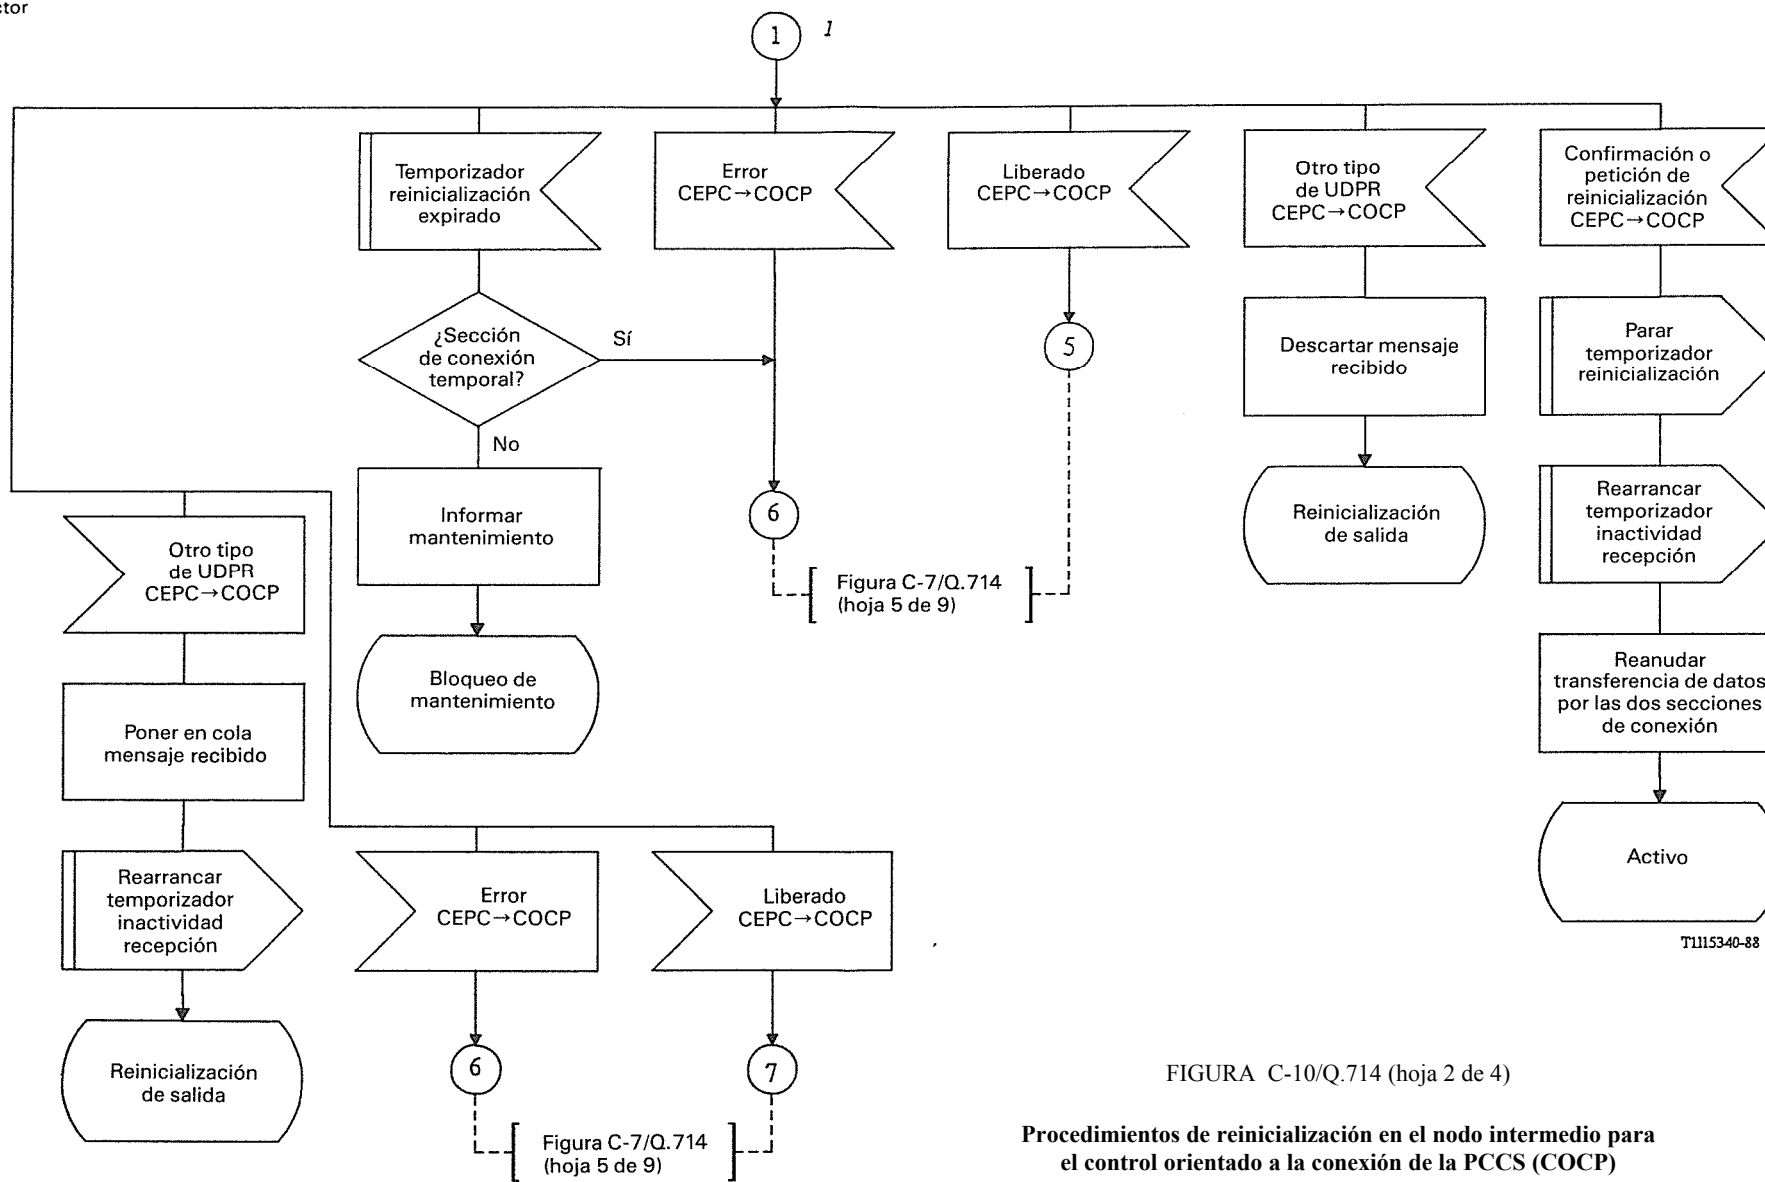 ctor
1
1
Temporizador
reinicialización
expirado
Error
CEPC→COCP
Liberado
CEPC→COCP
Otro tipo
de UDPR
CEPC→COCP
Confirmación o
petición de
reinicialización
CEPC→COCP
¿Sección
de conexión
temporal?
Sí
No
5
Descartar mensaje
recibido
Parar
temporizador
reinicialización
Informar
mantenimiento
6
Reinicialización
de salida
Rearrancar
temporizador
inactividad
recepción
Otro tipo
de UDPR
CEPC→COCP
Figura C-7/Q.714
(hoja 5 de 9)
Bloqueo de
mantenimiento
Reanudar
transferencia de datos
por las dos secciones
de conexión
Poner en cola
mensaje recibido
Activo
Rearrancar
temporizador
inactividad
recepción
Error
CEPC→COCP
Liberado
CEPC→COCP
T1115340-88
Reinicialización
de salida
6
7
Figura C-7/Q.714
(hoja 5 de 9)
FIGURA C-10/Q.714 (hoja 2 de 4)
Procedimientos de reinicialización en el nodo intermedio para
el control orientado a la conexión de la PCCS (COCP)